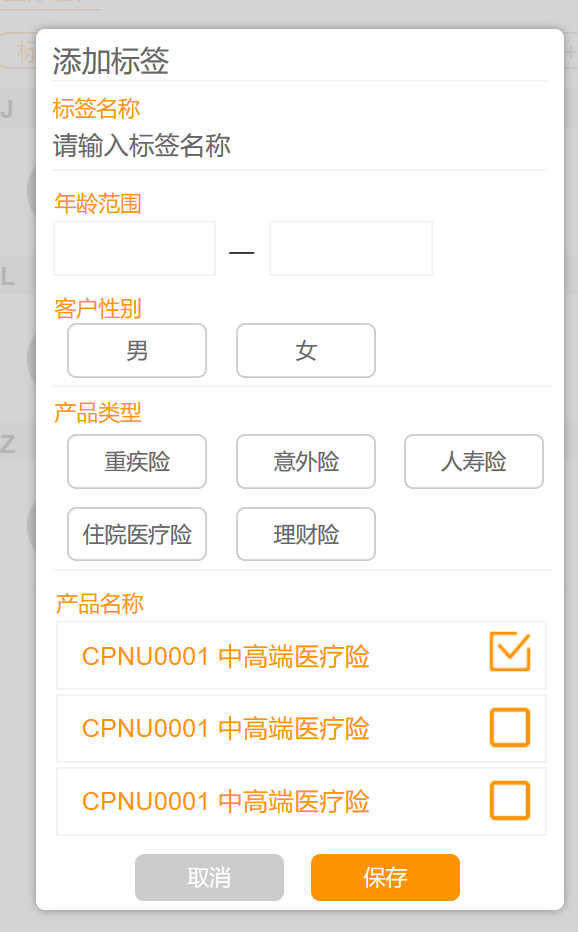 标
+
J
L
Z
添加标签
标签名称
请输入标签名称
年龄范围
—
客户性别
男 女
产品类型
重疾险 意外险 人寿险
住院医疗险 理财险
产品名称
CPNU0001 中高端医疗险
CPNU0001 中高端医疗险
CPNU0001 中高端医疗险
取消 保存